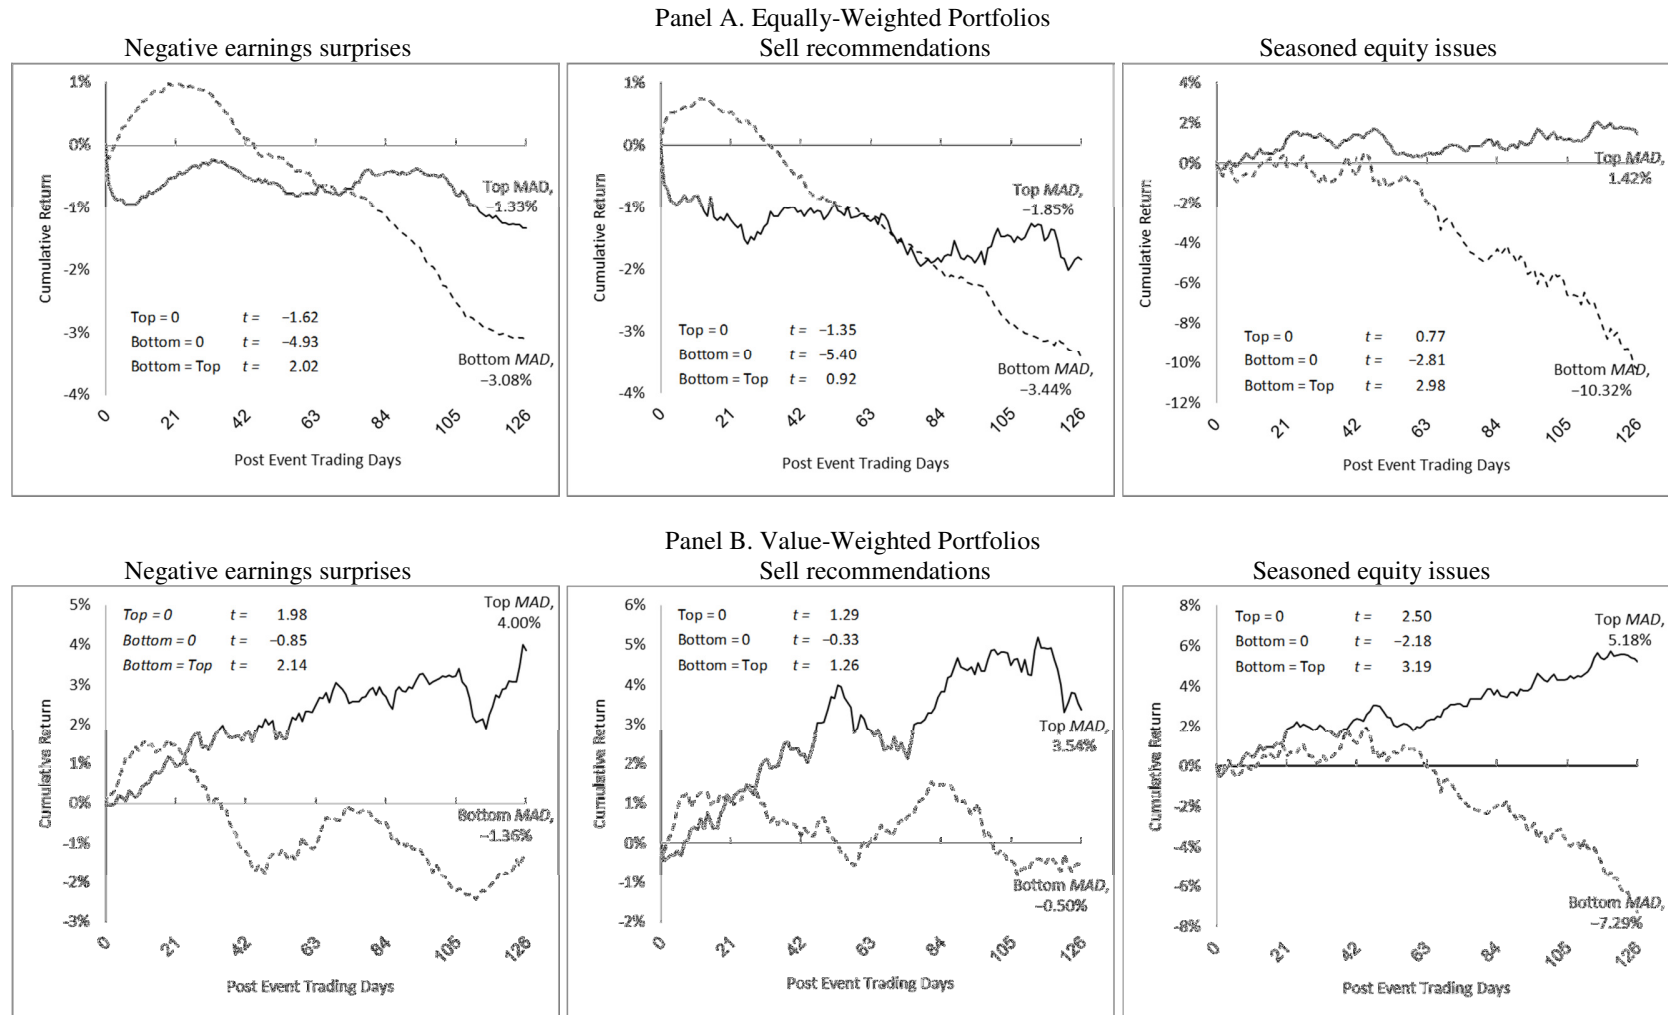 Panel A. Equally-Weighted Portfolios
Negative earnings surprises
Sell recommendations
Seasoned equity issues
1%
0%
-1%
-2%
-3%
-4%
Cumulative Return
Top MAD,
−1.33%
Top = 0 t = −1.62
Bottom = 0 t = −4.93
Bottom = Top t = 2.02
Bottom MAD,
−3.08%
0 21 42 63 84 105 126
Post Event Trading Days
1%
0%
-1%
-2%
-3%
-4%
Cumulative Return
Top MAD,
−1.85%
Top = 0 t = −1.35
Bottom = 0 t = −5.40
Bottom = Top t = 0.92
Bottom MAD,
−3.44%
0 21 42 63 84 105 126
Post Event Trading Days
4%
2%
0%
-2%
-4%
-6%
-8%
-10%
-12%
Cumulative Return
Top MAD,
1.42%
Top = 0 t = 0.77
Bottom = 0 t = −2.81
Bottom = Top t = 2.98
Bottom MAD,
−10.32%
0 21 42 63 84 105 126
Post Event Trading Days
Panel B. Value-Weighted Portfolios
Negative earnings surprises
Sell recommendations
Seasoned equity issues
5%
4%
3%
2%
1%
0%
-1%
-2%
-3%
Cumulative Return
Top = 0 t = 1.98
Bottom = 0 t = −0.85
Bottom = Top t = 2.14
Top MAD,
4.00%
Bottom MAD,
−1.36%
0 21 42 63 84 105 126
Post Event Trading Days
6%
5%
4%
3%
2%
1%
0%
-1%
-2%
Cumulative Return
Top = 0 t = 1.29
Bottom = 0 t = −0.33
Bottom = Top t = 1.26
Top MAD,
3.54%
Bottom MAD,
−0.50%
0 21 42 63 84 105 126
Post Event Trading Days
8%
6%
4%
2%
0%
-2%
-4%
-6%
-8%
Cumulative Return
Top = 0 t = 2.50
Bottom = 0 t = −2.18
Bottom = Top t = 3.19
Top MAD,
5.18%
Bottom MAD,
−7.29%
0 21 42 63 84 105 126
Post Event Trading Days